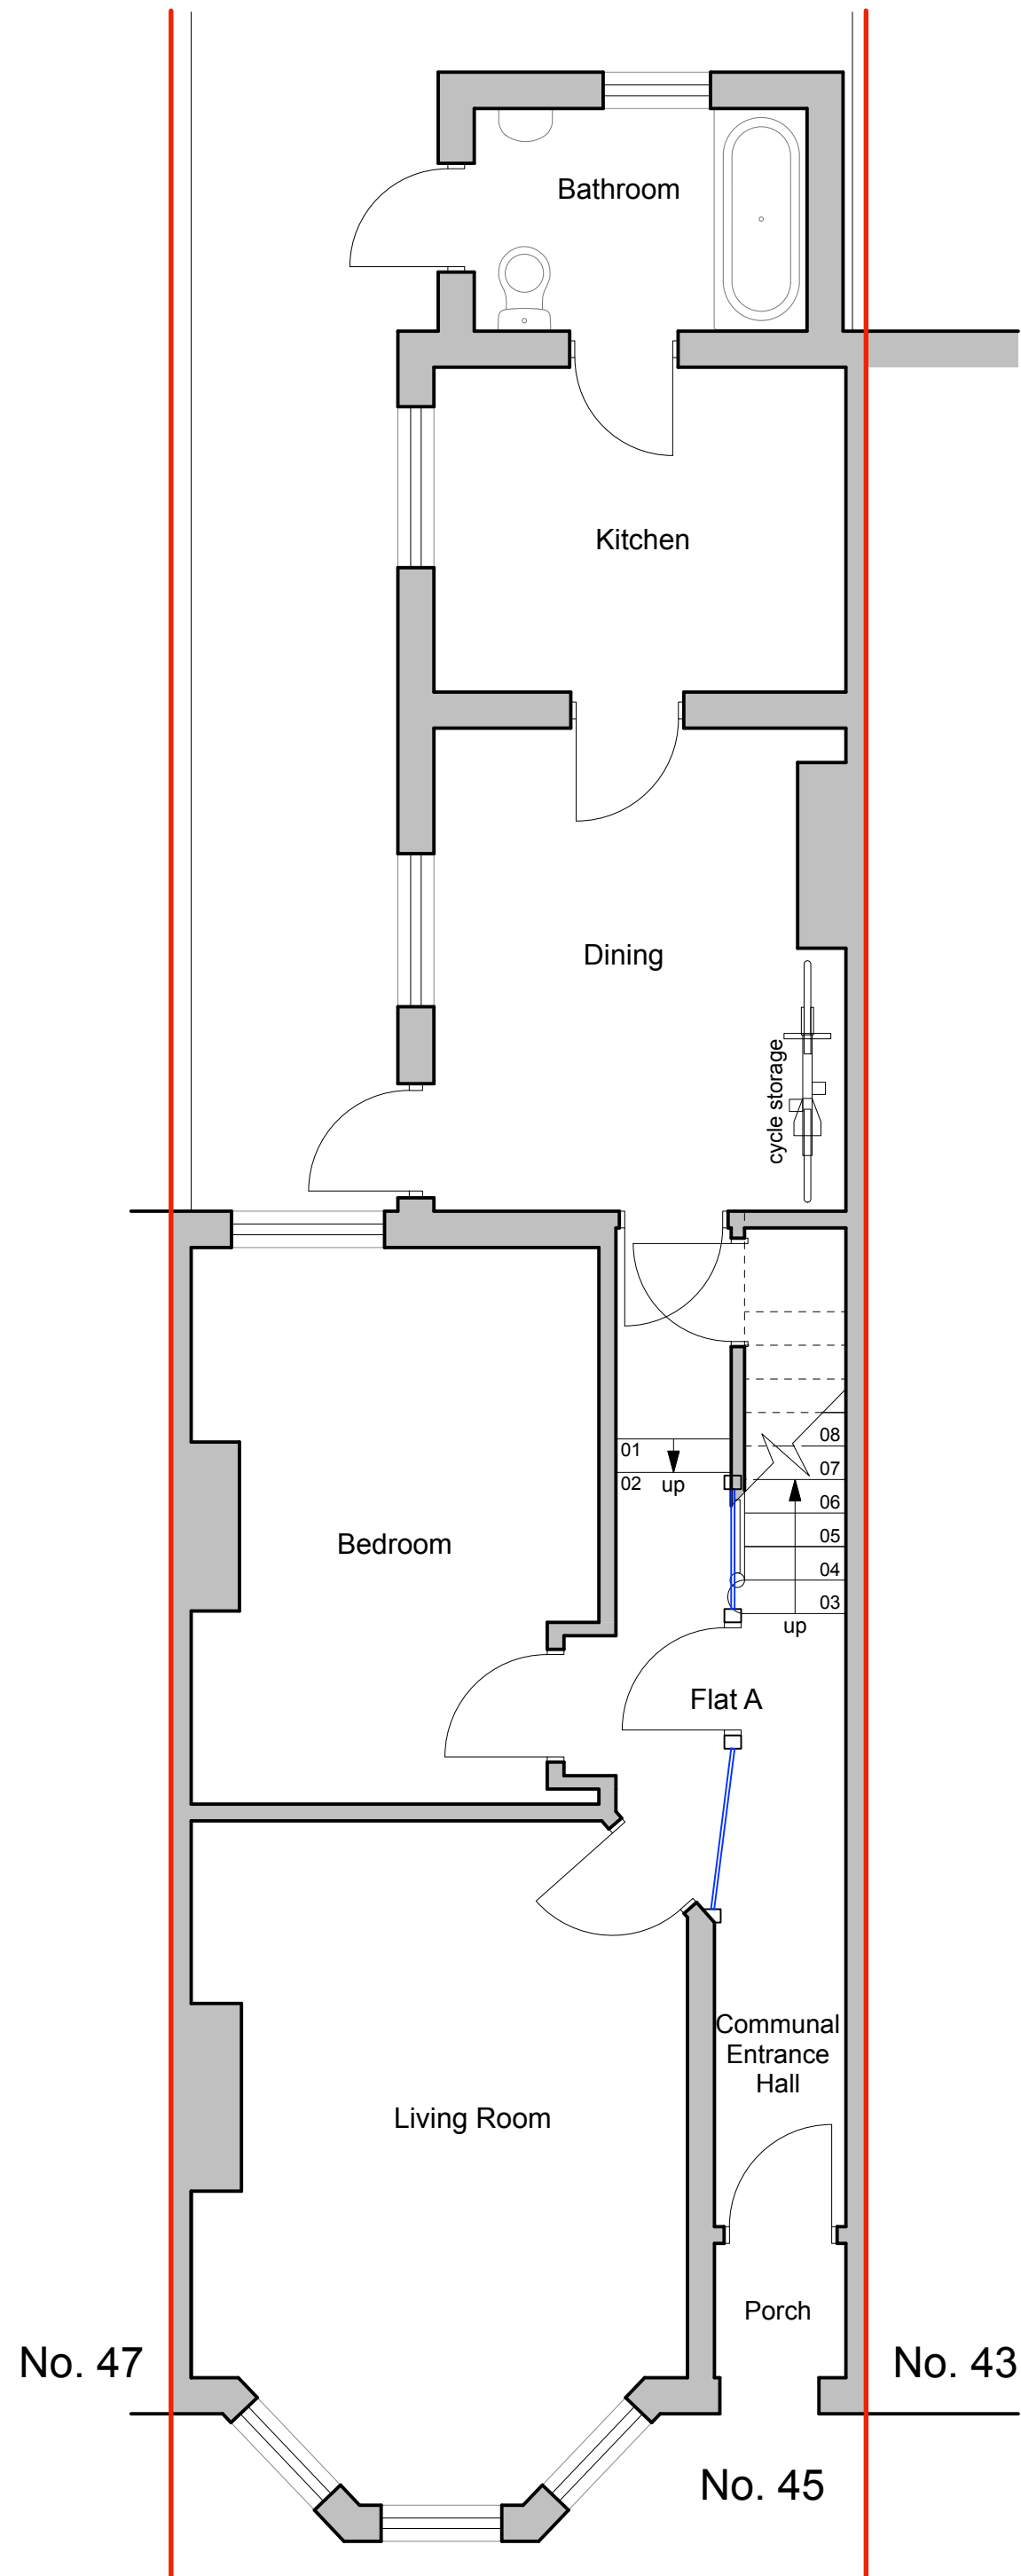 Bathroom
Kitchen
Dining
cycle storage
01
02
up
08
07
06
05
04
03
up
Bedroom
Flat A
Communal
Entrance
Hall
Living Room
Porch
No. 47
No. 43
No. 45